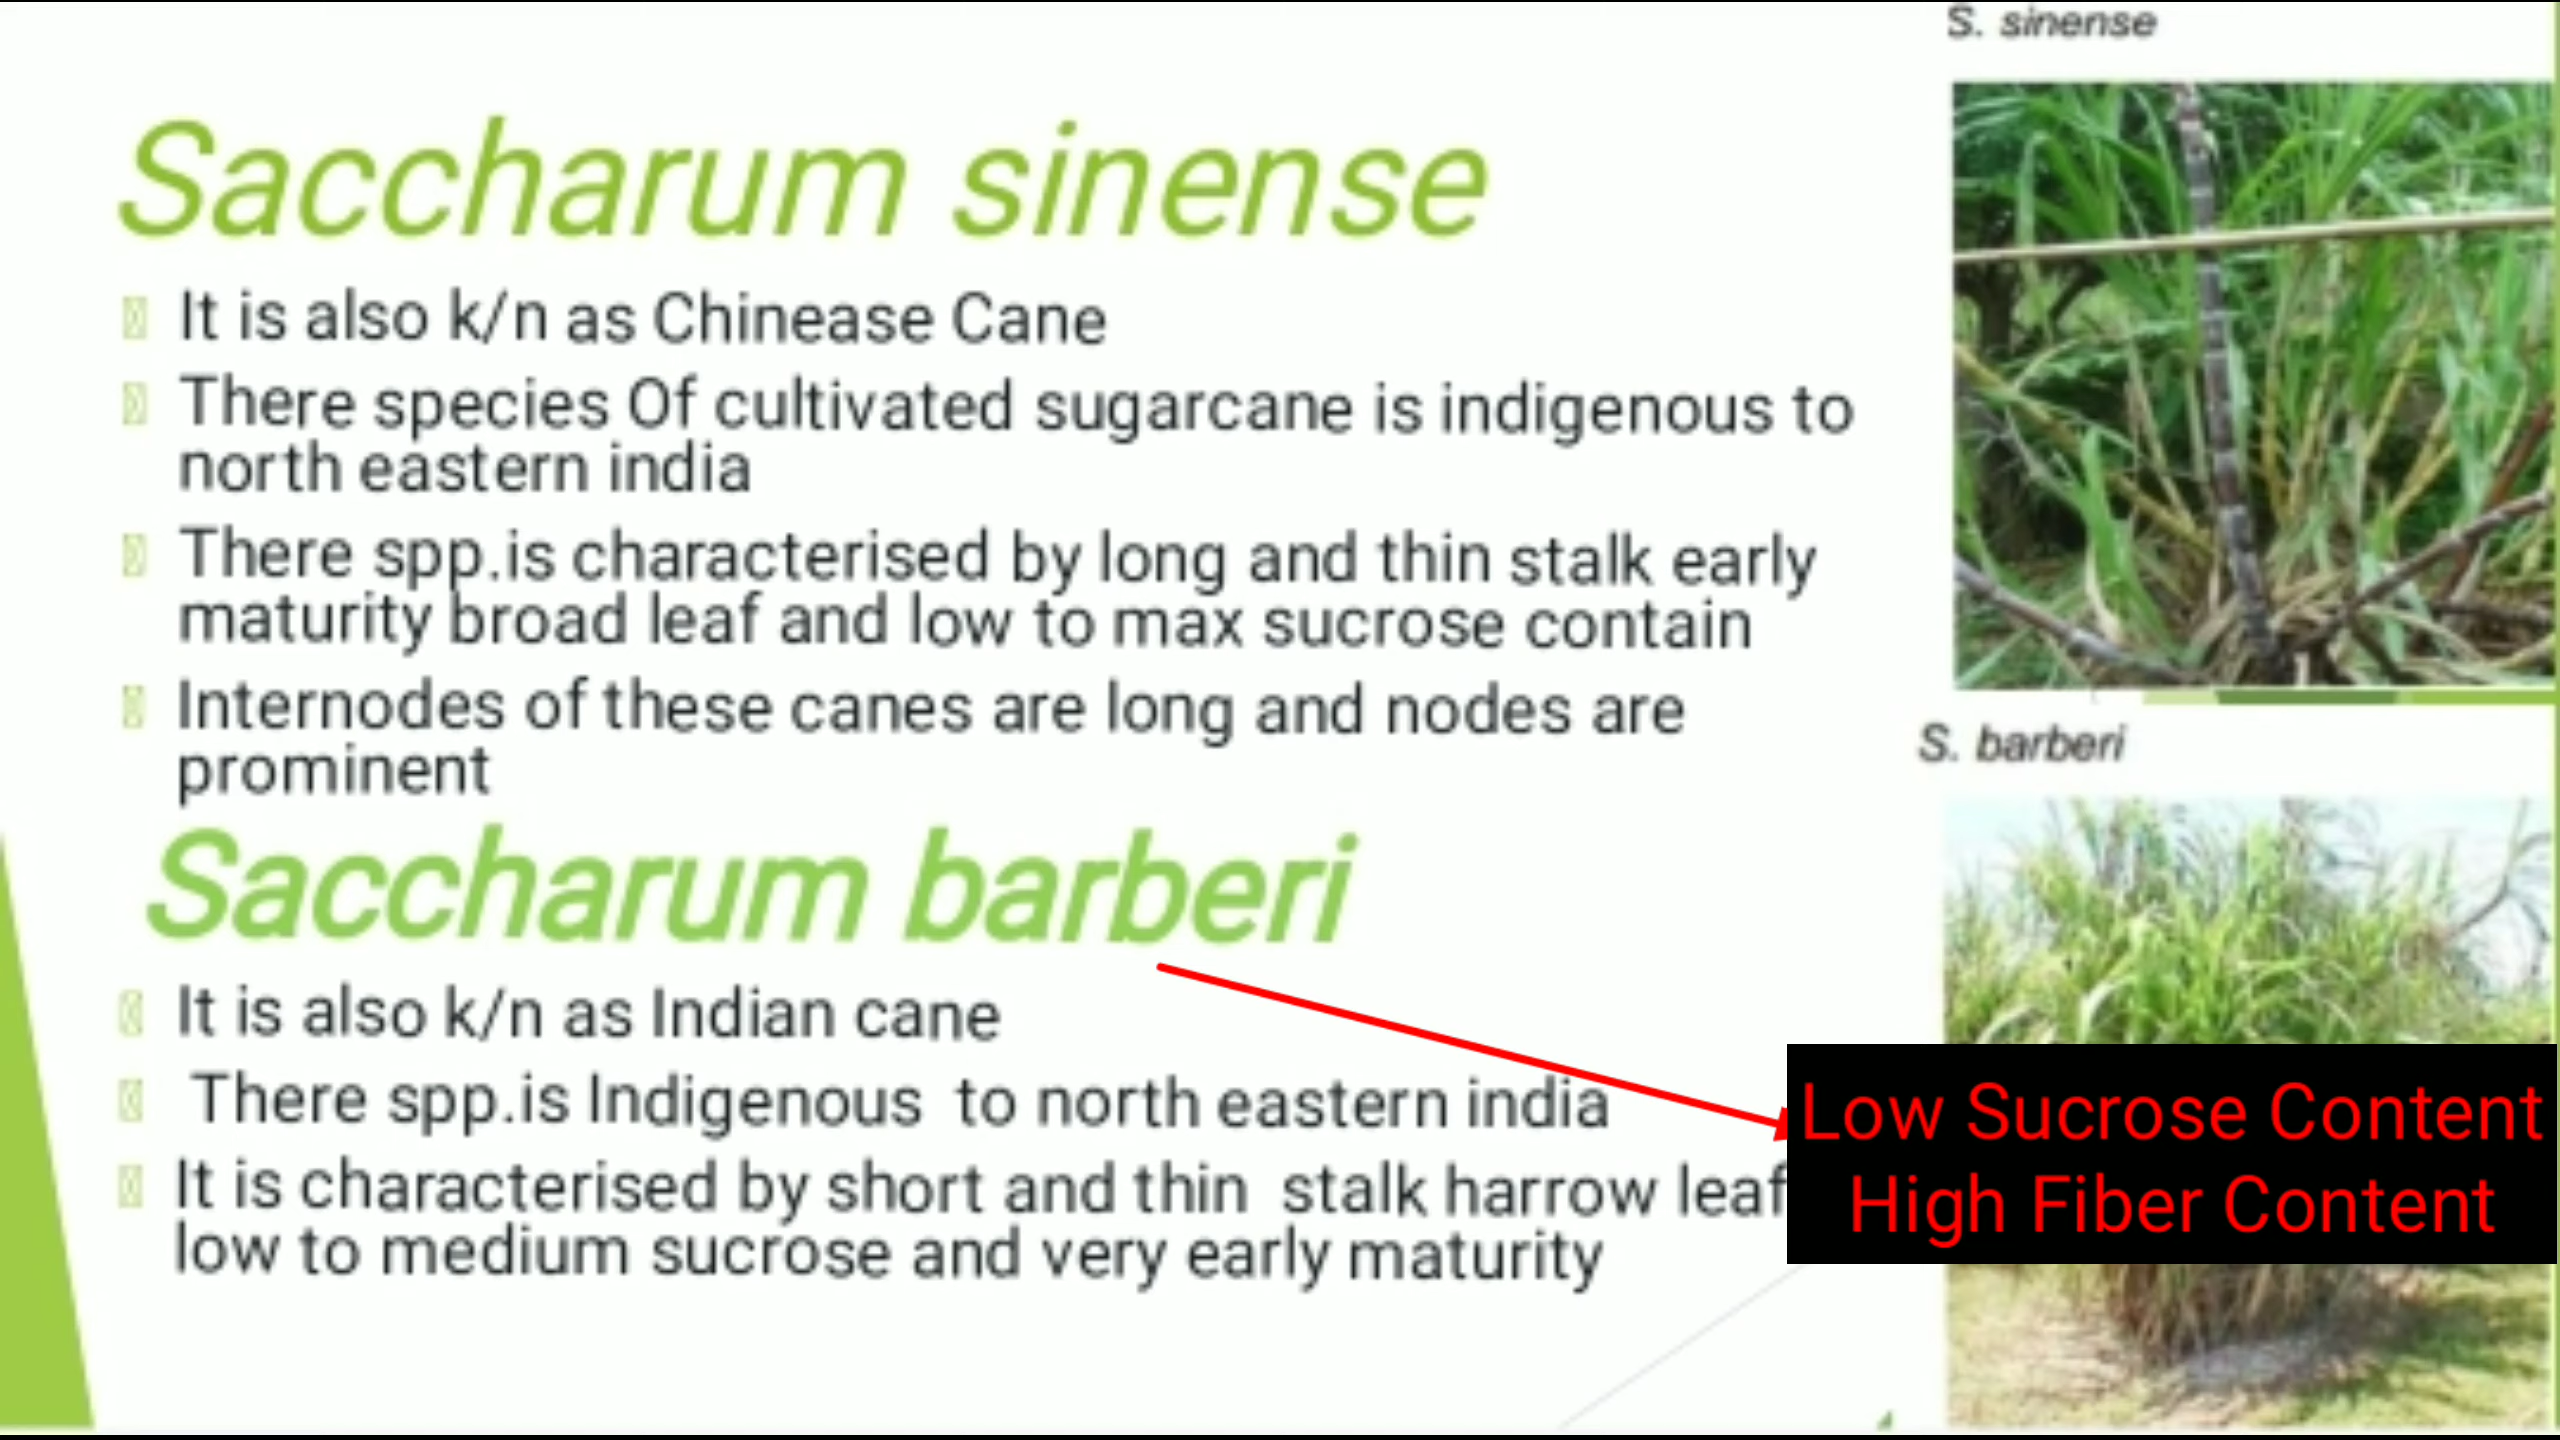 S. sinense
Saccharum sinense
It is also k/n as Chinease Cane
There species Of cultivated sugarcane is indigenous to
north eastern india
There spp.is characterised by long and thin stalk early
maturity broad leaf and low to max sucrose contain
Internodes of these canes are long and nodes are
prominent
S. barberi
Saccharum barberi
It is also k/n as Indian cane
There spp.is Indigenous to north eastern india
It is characterised by short and thin stalk harrow leaf
low to medium sucrose and very early maturity
Low Sucrose Content
High Fiber Content